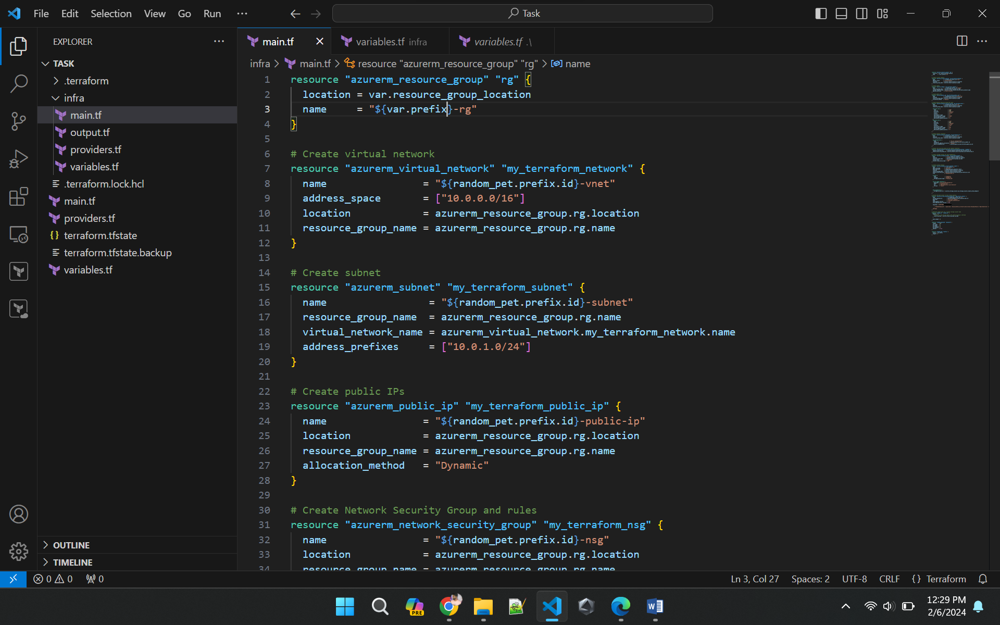 File Edit Selection View Go Run ···
Task
EXPLORER
TASK
.terraform
infra
main.tf
output.tf
providers.tf
variables.tf
.terraform.lock.hcl
main.tf
providers.tf
{} terraform.tfstate
terraform.tfstate.backup
variables.tf
OUTLINE
TIMELINE
main.tf
variables.tf infra
variables.tf .\
infra > main.tf > resource "azurerm_resource_group" "rg" > name
1 resource "azurerm_resource_group" "rg" {
2 location = var.resource_group_location
3 name     = "${var.prefix}-rg"
4 }
5
6 # Create virtual network
7 resource "azurerm_virtual_network" "my_terraform_network" {
8 name                = "${random_pet.prefix.id}-vnet"
9 address_space       = ["10.0.0.0/16"]
10 location            = azurerm_resource_group.rg.location
11 resource_group_name = azurerm_resource_group.rg.name
12 }
13
14 # Create subnet
15 resource "azurerm_subnet" "my_terraform_subnet" {
16 name                 = "${random_pet.prefix.id}-subnet"
17 resource_group_name  = azurerm_resource_group.rg.name
18 virtual_network_name = azurerm_virtual_network.my_terraform_network.name
19 address_prefixes     = ["10.0.1.0/24"]
20 }
21
22 # Create public IPs
23 resource "azurerm_public_ip" "my_terraform_public_ip" {
24 name                = "${random_pet.prefix.id}-public-ip"
25 location            = azurerm_resource_group.rg.location
26 resource_group_name = azurerm_resource_group.rg.name
27 allocation_method   = "Dynamic"
28 }
29
30 # Create Network Security Group and rules
31 resource "azurerm_network_security_group" "my_terraform_nsg" {
32 name                = "${random_pet.prefix.id}-nsg"
33 location            = azurerm_resource_group.rg.location
34 resource_group_name = azurerm_resource_group.rg.name
0 0 0
Ln 3, Col 27 Spaces: 2 UTF-8 CRLF {} Terraform
PRE
12:29 PM
2/6/2024